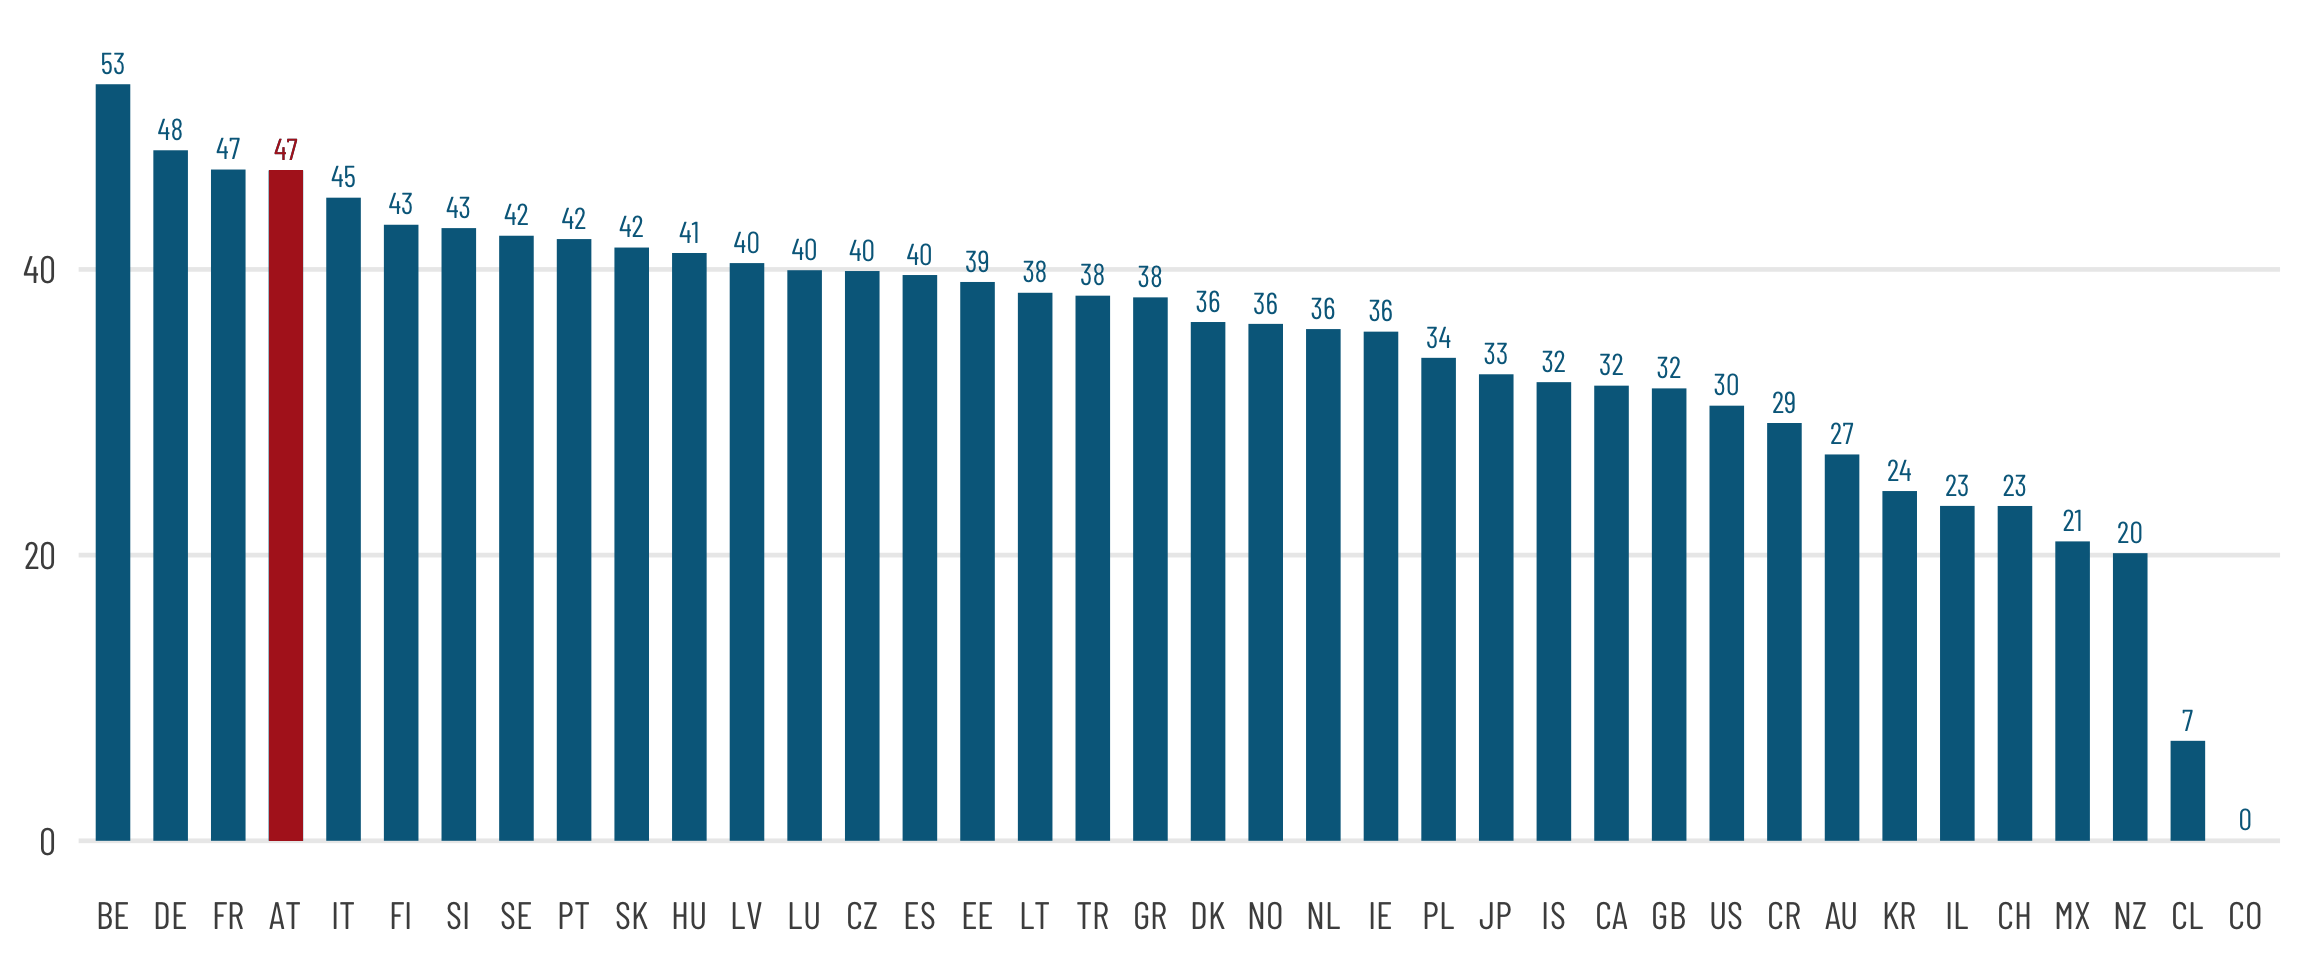 53 48 47 47 45 43 43 42 42 42 41 40 40 40 40 39 38 38 38 36 36 36 36 34 33 32 32 32 30 29 27 24 23 23 21 20 7 0
40
20
0
BE DE FR AT IT FI SI SE PT SK HU LV LU CZ ES EE LT TR GR DK NO NL IE PL JP IS CA GB US CR AU KR IL CH MX NZ CL CO